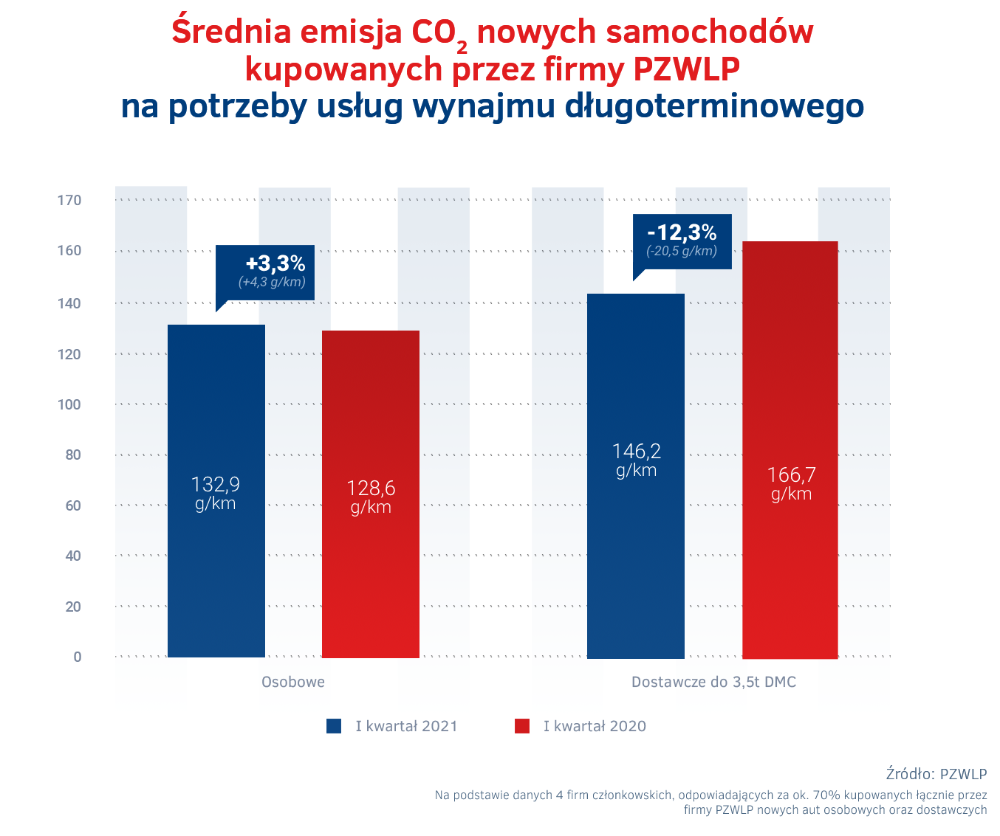 Średnia emisja CO₂ nowych samochodów
kupowanych przez firmy PZWLP
na potrzeby usług wynajmu długoterminowego
170
160
140
120
100
80
60
40
20
0
+3,3%
(+4,3 g/km)
-12,3%
(-20,5 g/km)
132,9
g/km
128,6
g/km
146,2
g/km
166,7
g/km
Osobowe
Dostawcze do 3,5t DMC
I kwartał 2021
I kwartał 2020
Źródło: PZWLP
Na podstawie danych 4 firm członkowskich, odpowiadających za ok. 70% kupowanych łącznie przez
firmy PZWLP nowych aut osobowych oraz dostawczych